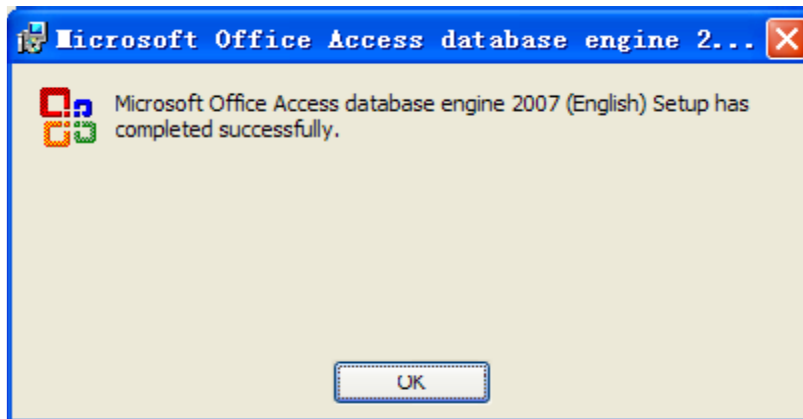 Microsoft Office Access database engine 2...
Microsoft Office Access database engine 2007 (English) Setup has
completed successfully.
OK